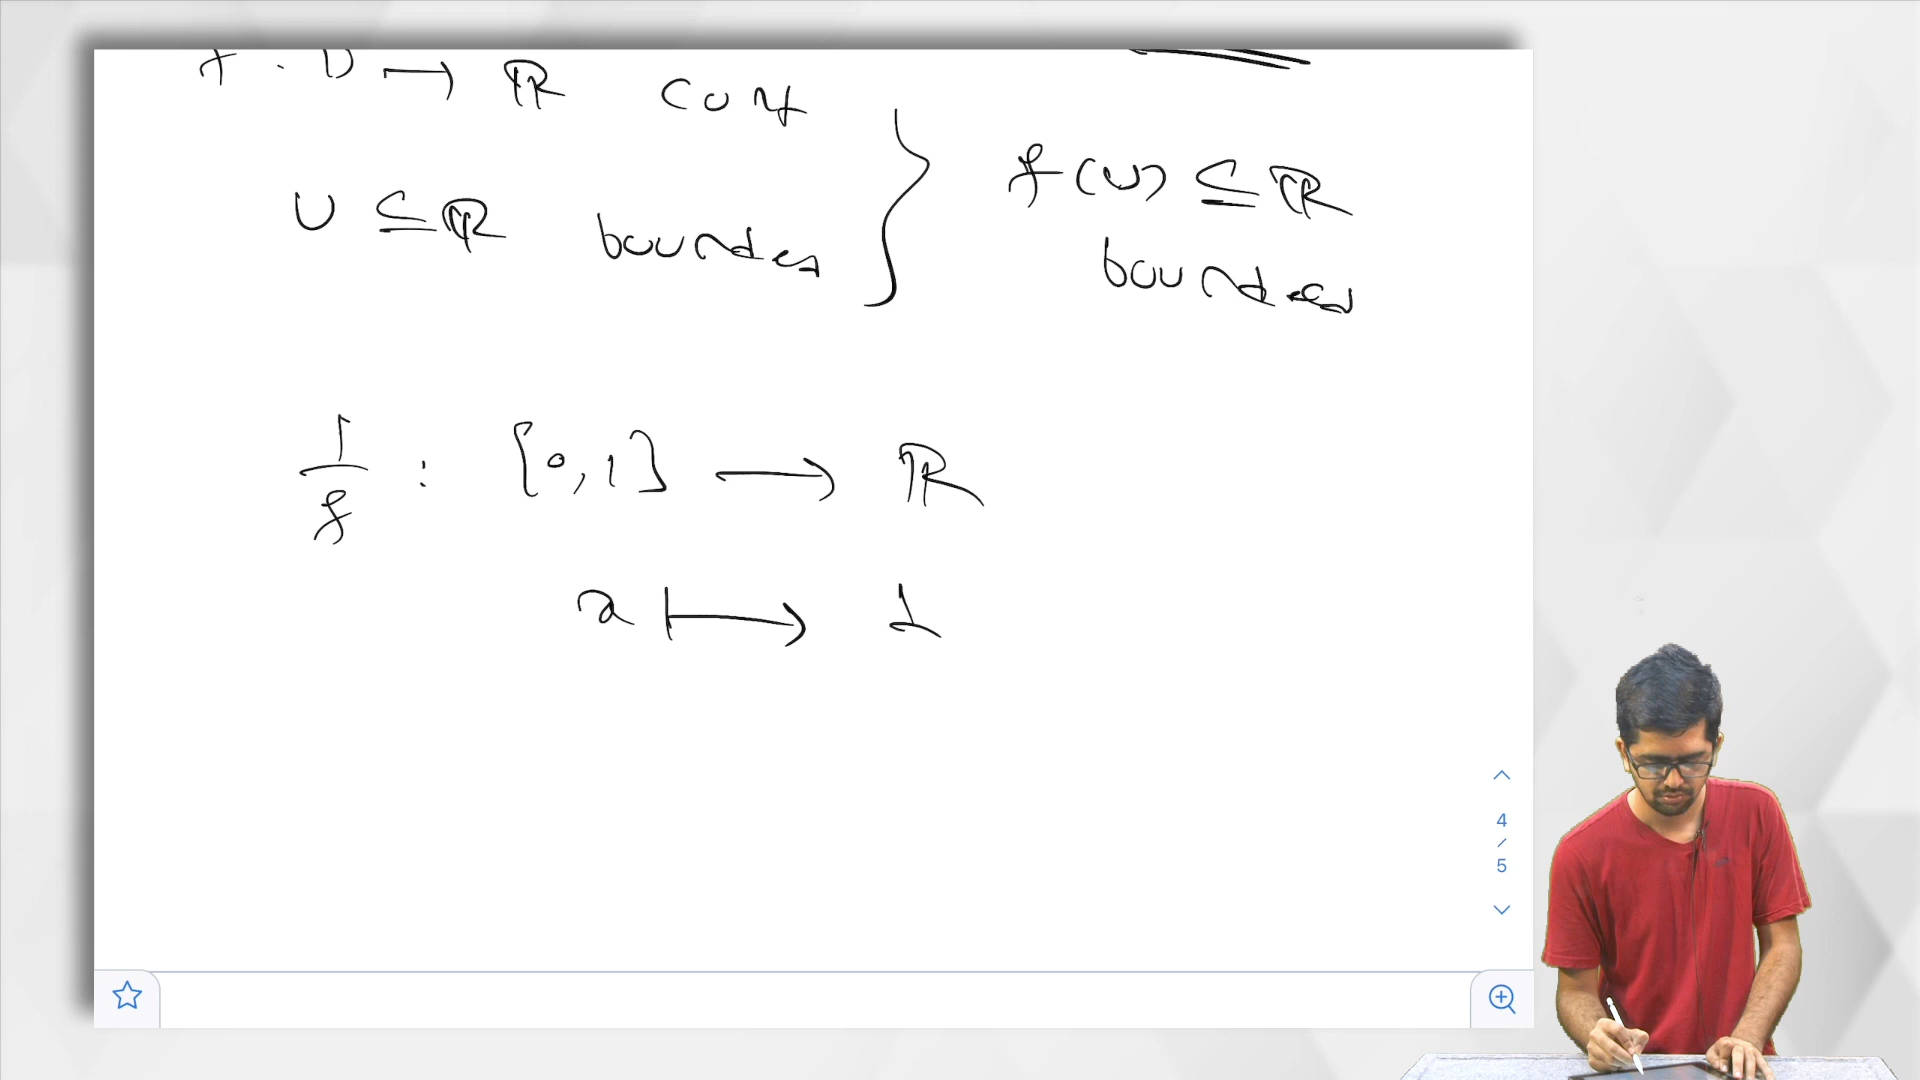 f : D → ℝ cont
U ⊆ ℝ bounded
f(U) ⊆ ℝ
bounded
1/f : [0,1] → ℝ
x ↦ 1
4
/
5